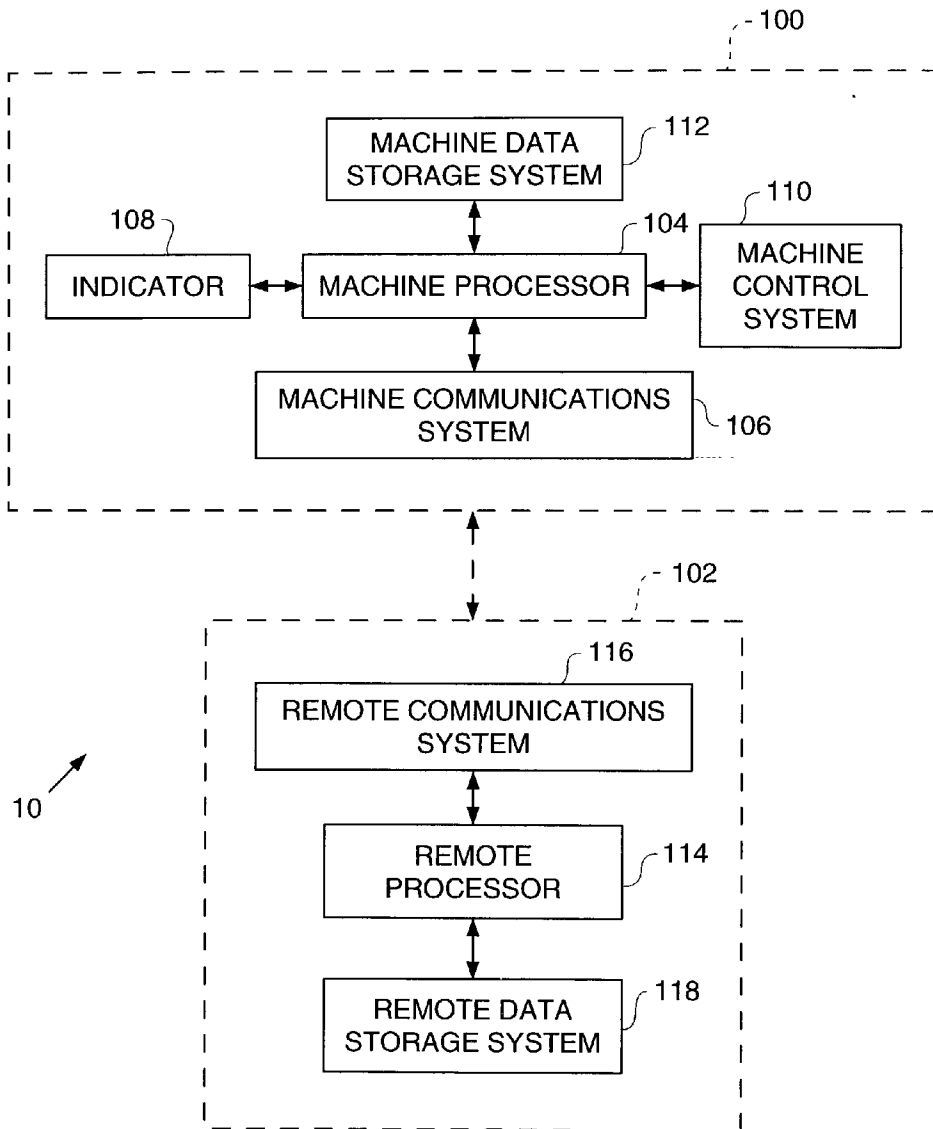 100
MACHINE DATA
STORAGE SYSTEM
112
108
104
110
INDICATOR
MACHINE PROCESSOR
MACHINE
CONTROL
SYSTEM
MACHINE COMMUNICATIONS
SYSTEM
106
102
116
REMOTE COMMUNICATIONS
SYSTEM
10
REMOTE
PROCESSOR
114
REMOTE DATA
STORAGE SYSTEM
118